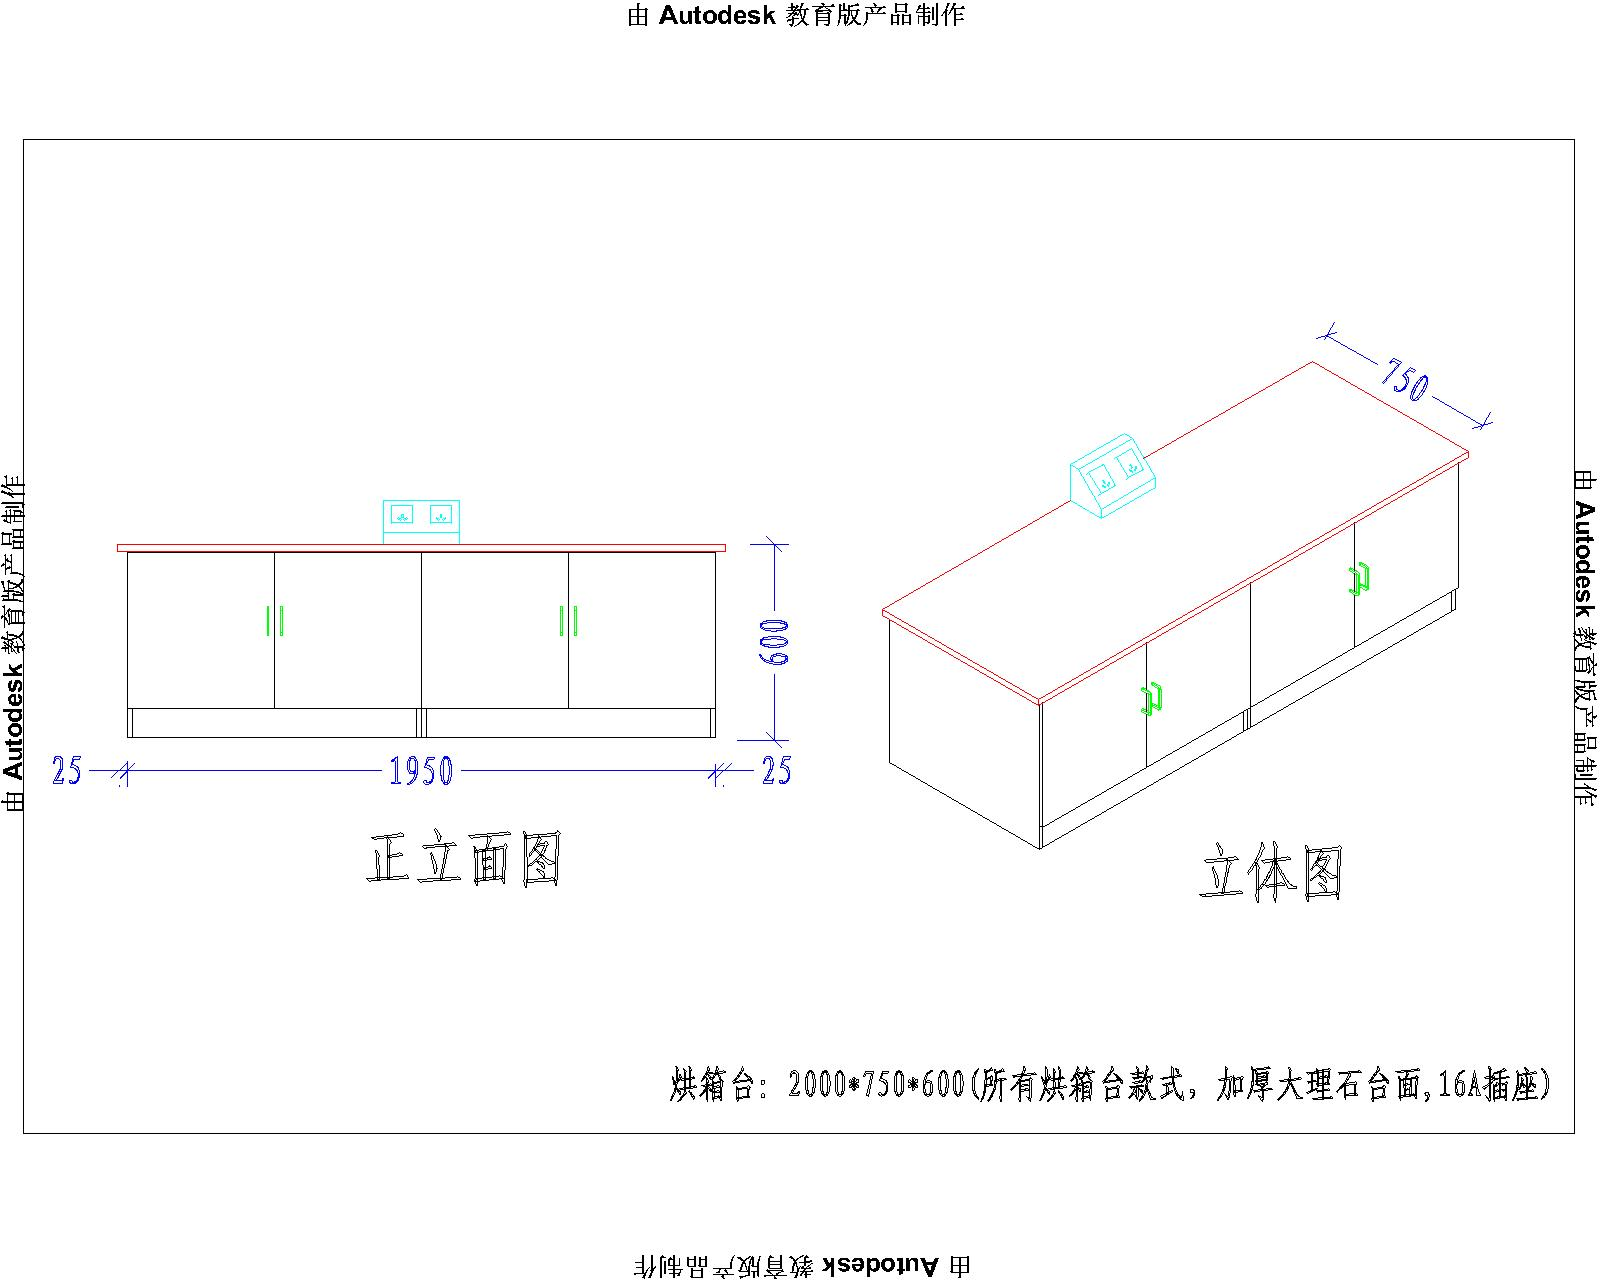 由 Autodesk 教育版产品制作
由 Autodesk 教育版产品制作
由 Autodesk 教育版产品制作
750
600
25
1950
25
正立面图
立体图
烘箱台：2000*750*600(所有烘箱台款式，加厚大理石台面,16A插座)
由 Autodesk 教育版产品制作